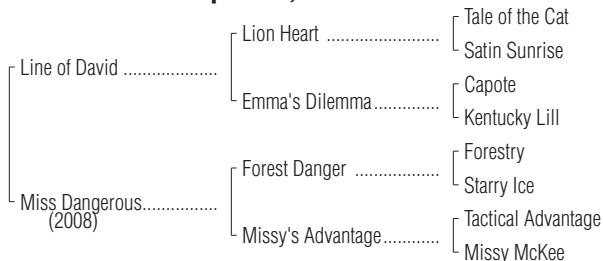 Tale of the Cat
Lion Heart ......................
Satin Sunrise
Line of David ..................
Capote
Emma's Dilemma.............
Kentucky Lill
Forestry
Forest Danger .................
Starry Ice
Miss Dangerous...............
(2008)
Tactical Advantage
Missy's Advantage...........
Missy McKee